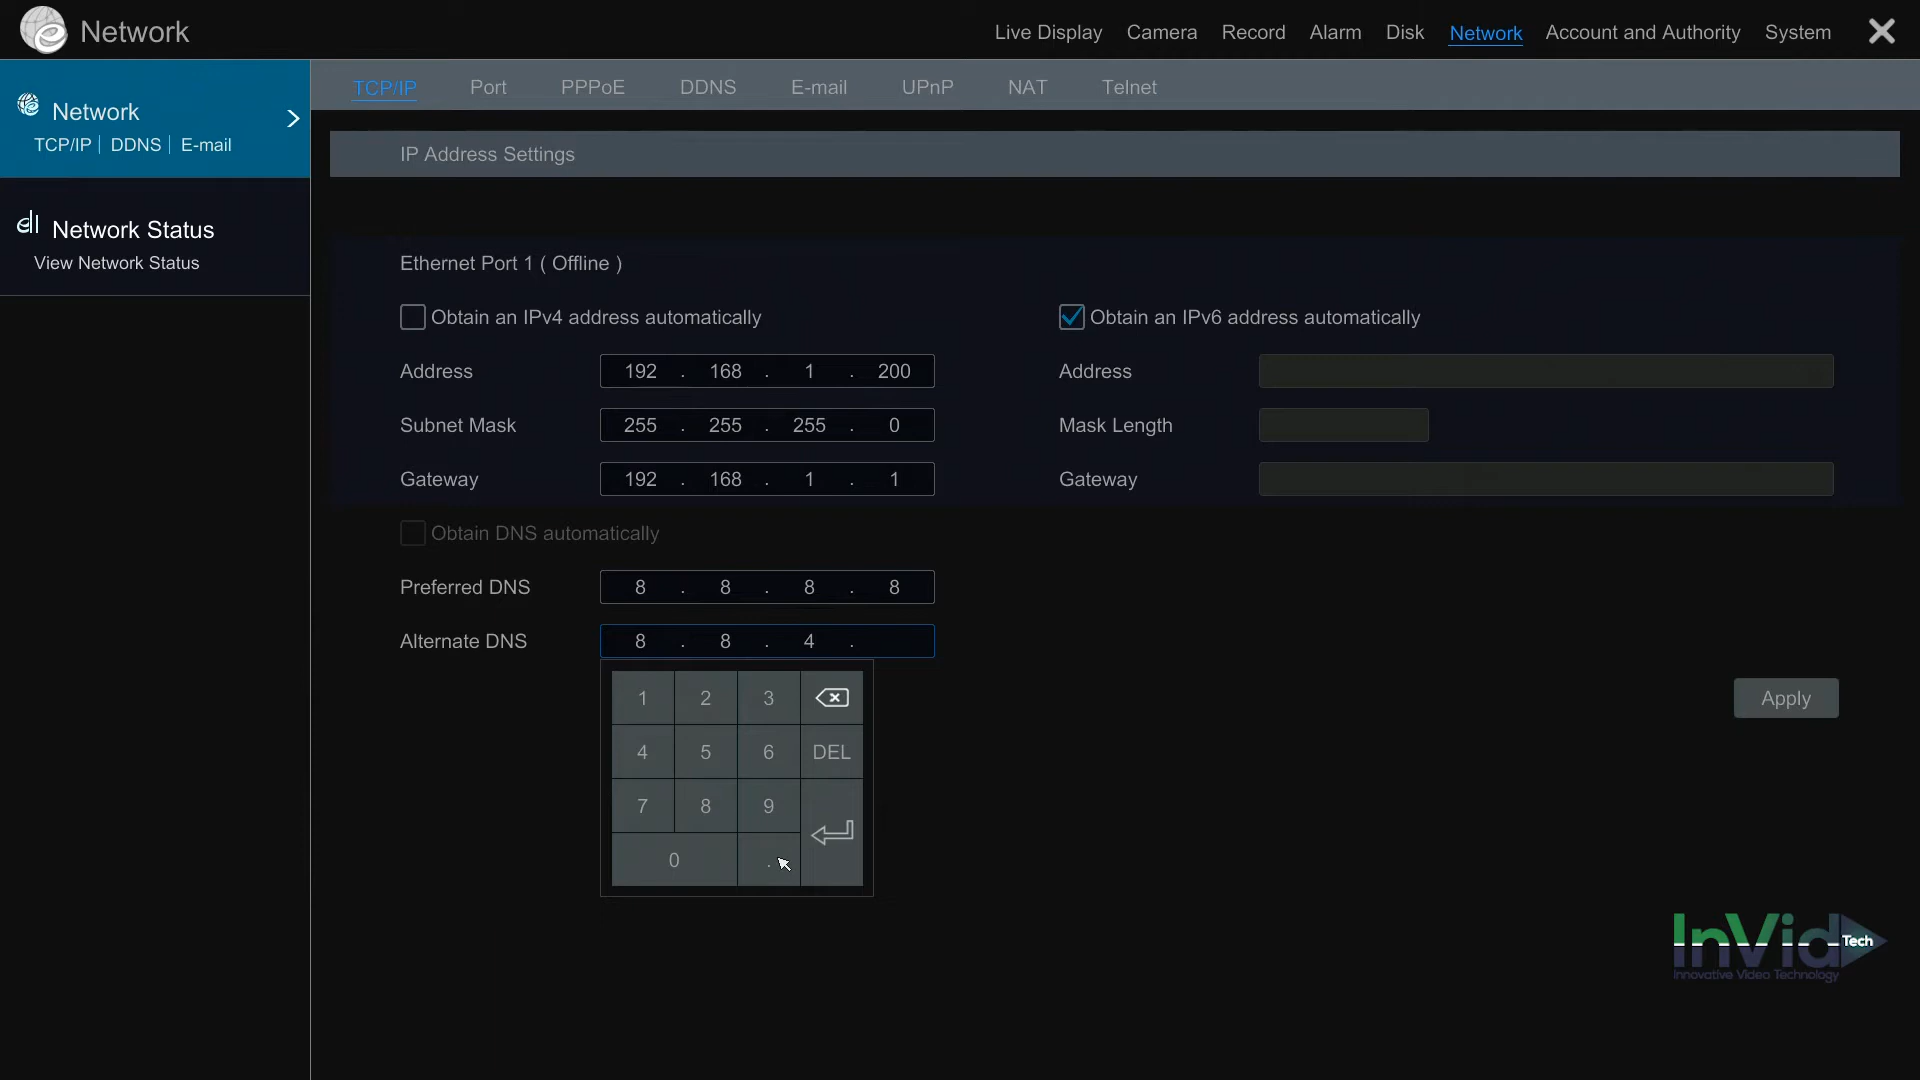 Network
Live Display Camera Record Alarm Disk Network Account and Authority System
Network
TCP/IP | DDNS | E-mail
Network Status
View Network Status
TCP/IP Port PPPoE DDNS E-mail UPnP NAT Telnet
IP Address Settings
Ethernet Port 1 ( Offline )
Obtain an IPv4 address automatically
Address 192 . 168 . 1 . 200
Subnet Mask 255 . 255 . 255 . 0
Gateway 192 . 168 . 1 . 1
Obtain an IPv6 address automatically
Address
Mask Length
Gateway
Obtain DNS automatically
Preferred DNS 8 . 8 . 8 . 8
Alternate DNS 8 . 8 . 4 .
1 2 3
4 5 6 DEL
7 8 9
0 .
Apply
InVid Tech
Innovative Video Technology